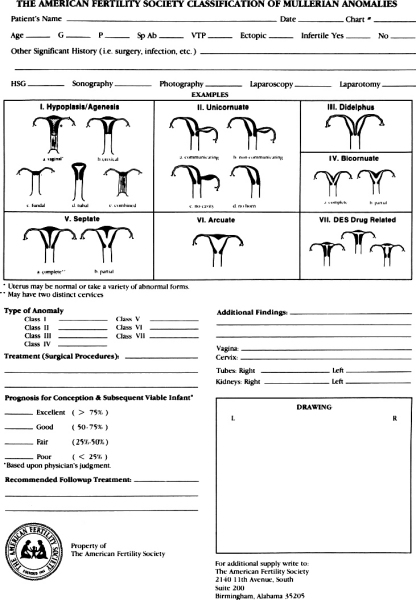 THE AMERICAN FERTILITY SOCIETY CLASSIFICATION OF MULLERIAN ANOMALIES
Patient's Name Date Chart #
Age G P Sp Ab VTP Ectopic Infertile Yes No
Other Significant History (i.e. surgery, infection, etc.)
HSG Sonography Photography Laparoscopy Laparotomy
EXAMPLES
I. Hypoplasia/Agenesis
a. vaginal*
b. cervical
c. fundal
d. tubal
e. combined
II. Unicornuate
a. communicating
b. non communicating
c. no cavity
d. no horn
III. Didelphus
IV. Bicornuate
a. complete
b. partial
V. Septate
a. complete**
b. partial
VI. Arcuate
VII. DES Drug Related
* Uterus may be normal or take a variety of abnormal forms.
** May have two distinct cervices
Type of Anomaly
Class I Class V
Class II Class VI
Class III Class VII
Class IV
Treatment (Surgical Procedures):
Prognosis for Conception & Subsequent Viable Infant*
Excellent ( > 75% )
Good ( 50-75% )
Fair (25%-50%)
Poor ( < 25% )
*Based upon physician's judgment.
Recommended Followup Treatment:
THE AMERICAN FERTILITY SOCIETY
Property of
The American Fertility Society
Additional Findings:
Vagina:
Cervix:
Tubes: Right Left
Kidneys: Right Left
DRAWING
L R
For additional supply write to:
The American Fertility Society
2140 11th Avenue, South
Suite 200
Birmingham, Alabama 35205